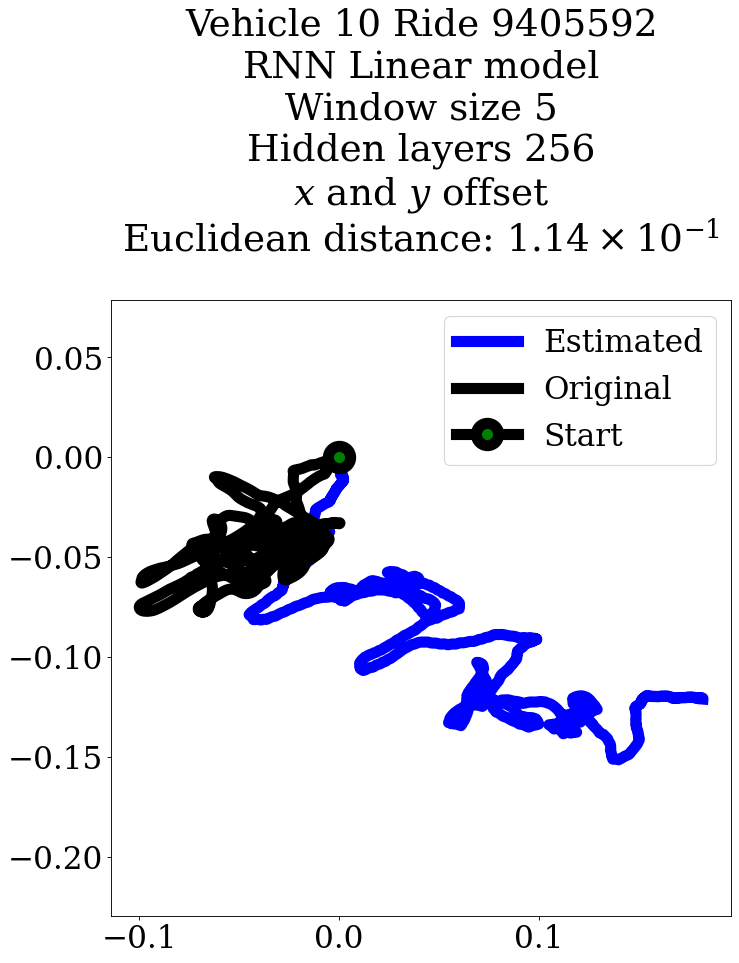 Vehicle 10 Ride 9405592
RNN Linear model
Window size 5
Hidden layers 256
x and y offset
Euclidean distance: 1.14 × 10⁻¹
Estimated
Original
Start
0.05
0.00
−0.05
−0.10
−0.15
−0.20
−0.1
0.0
0.1